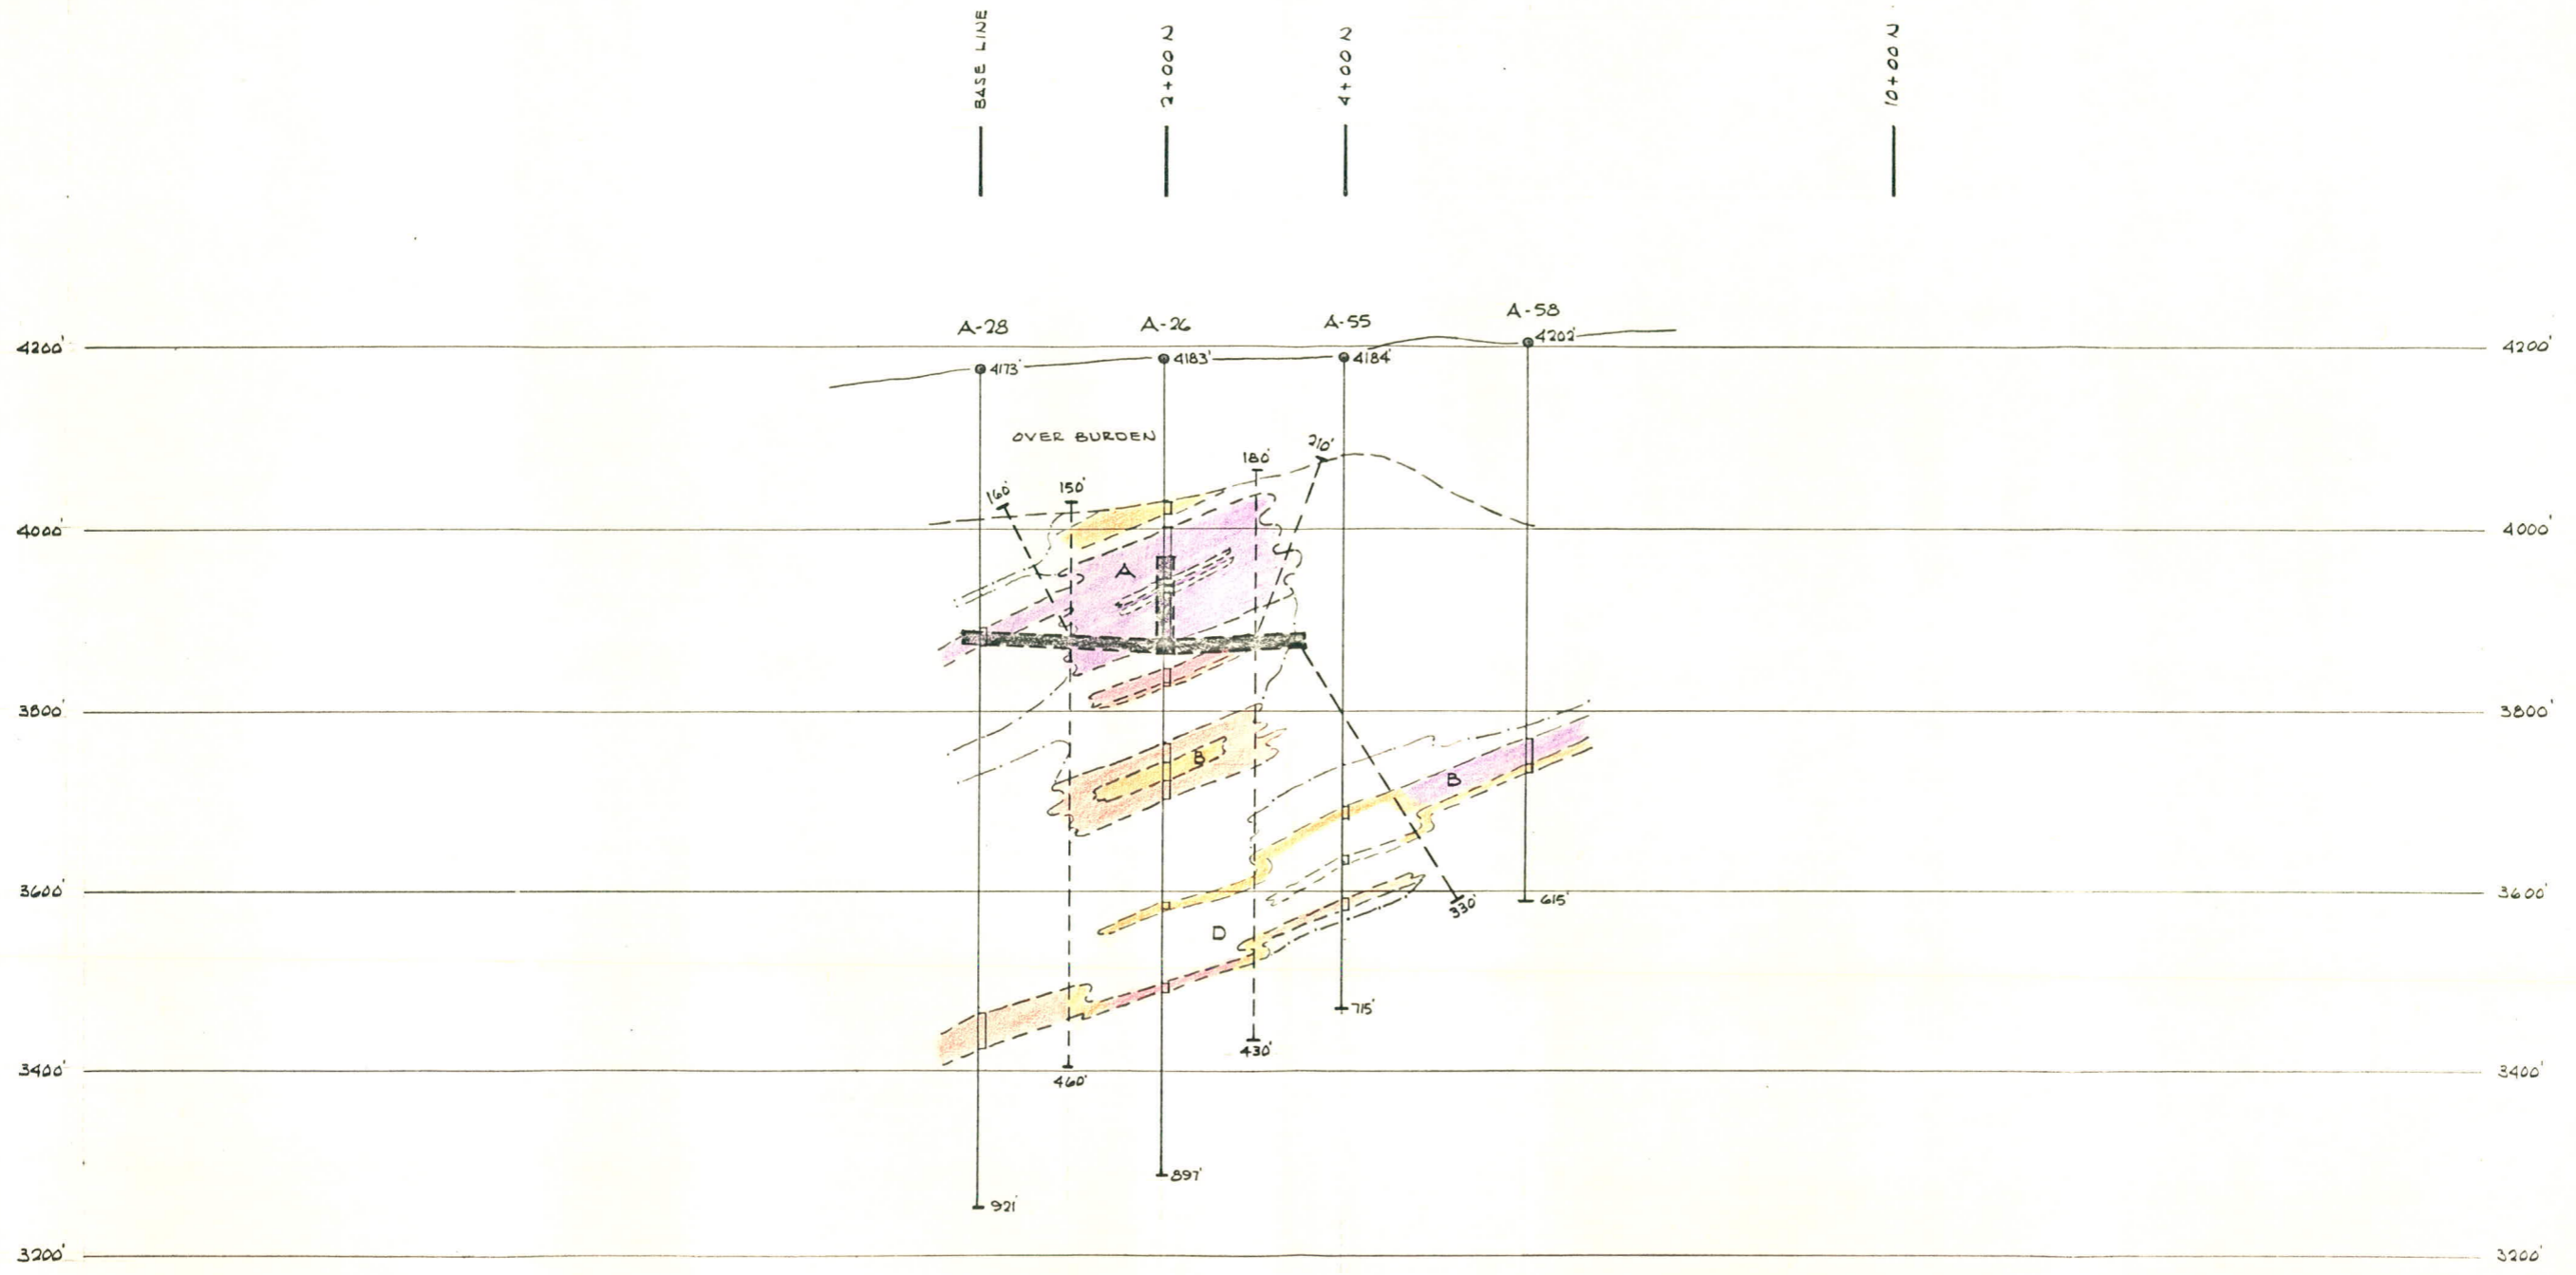 BASE LINE
2+00 N
4+00 N
10+00 N
A-28
A-26
A-55
A-58
4200'
4202'
4200'
4173'
4183'
4184'
OVER BURDEN
160'
150'
180'
210'
4000'
4000'
A
3800'
3800'
B
B
3600'
3600'
330'
615'
D
715'
430'
460'
3400'
3400'
897'
921'
3200'
3200'